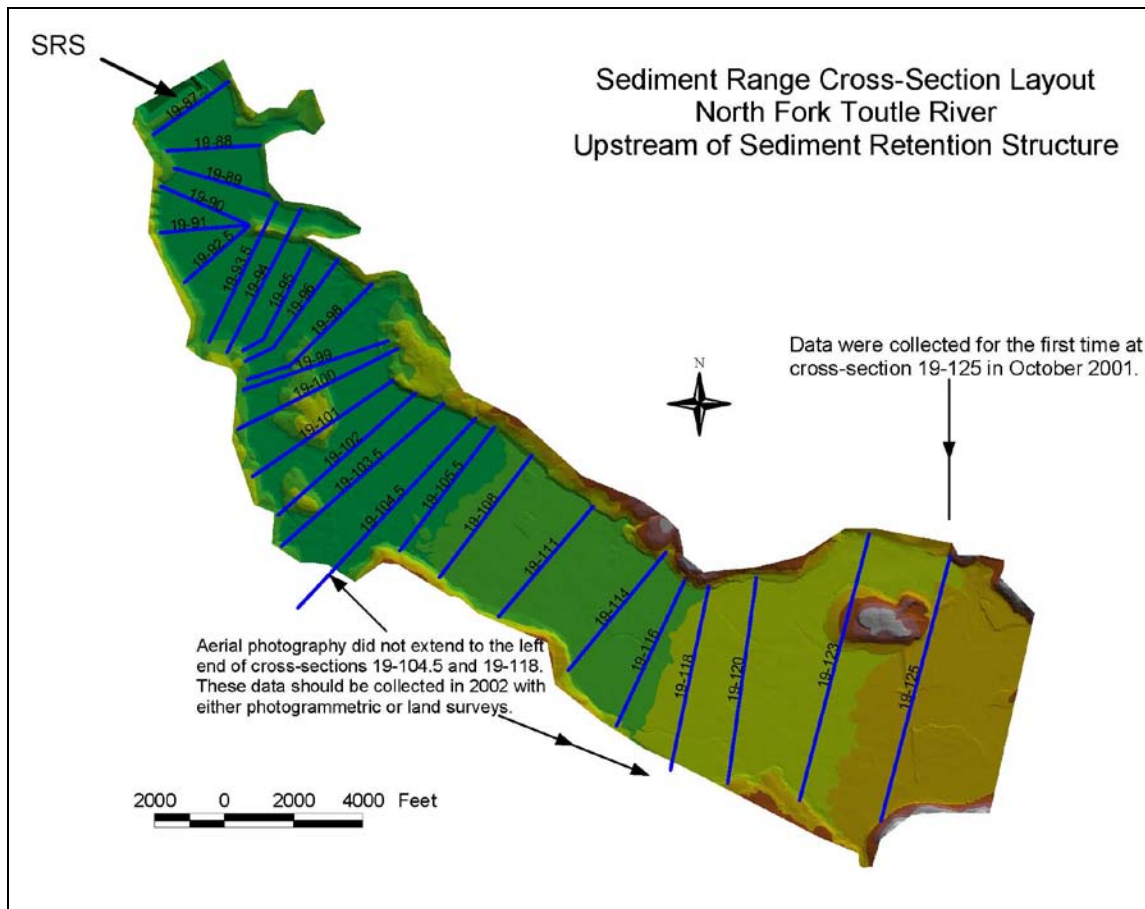 SRS
Sediment Range Cross-Section Layout
North Fork Toutle River
Upstream of Sediment Retention Structure
19-87
19-88
19-89
19-90
19-91
19-92.5
19-93.5
19-94
19-95
19-96
19-98
19-99
19-100
19-101
19-102
19-103.5
19-104.5
19-105.5
19-108
19-111
19-114
19-116
19-118
19-120
19-123
19-125
N
Data were collected for the first time at
cross-section 19-125 in October 2001.
Aerial photography did not extend to the left
end of cross-sections 19-104.5 and 19-118.
These data should be collected in 2002 with
either photogrammetric or land surveys.
2000 0 2000 4000 Feet